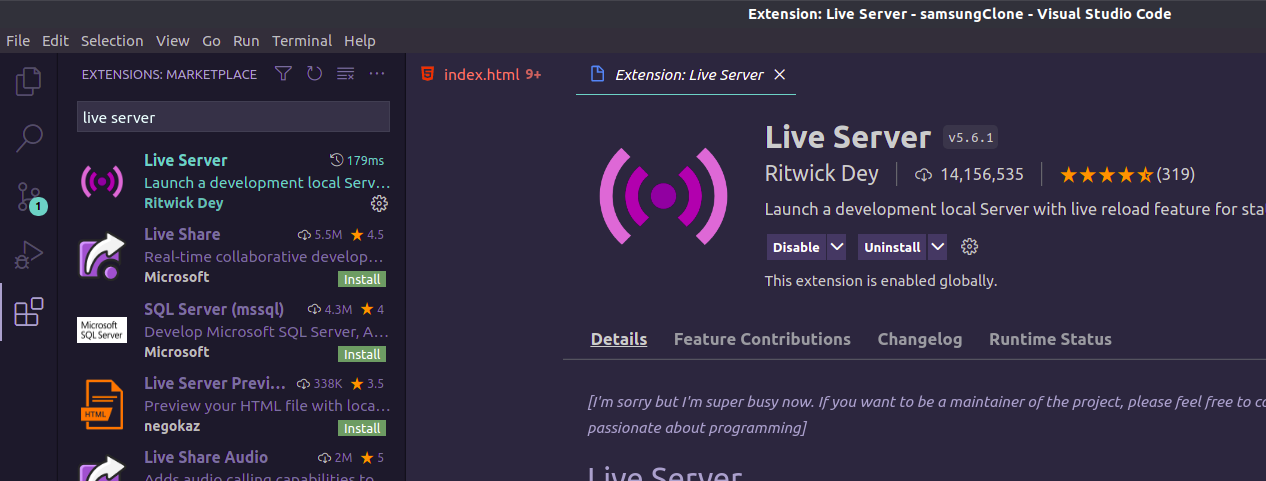 Extension: Live Server - samsungClone - Visual Studio Code
File Edit Selection View Go Run Terminal Help
EXTENSIONS: MARKETPLACE
live server
Live Server 179ms
Launch a development local Serv...
Ritwick Dey
Live Share 5.5M 4.5
Real-time collaborative develop...
Microsoft Install
Microsoft
SQL Server
SQL Server (mssql) 4.3M 4
Develop Microsoft SQL Server, A...
Microsoft Install
HTML
Live Server Previ... 338K 3.5
Preview your HTML file with loca...
negokaz Install
Live Share Audio 2M 5
Adds audio calling capabilities to
1
index.html 9+ Extension: Live Server
Live Server v5.6.1
Ritwick Dey 14,156,535 (319)
Launch a development local Server with live reload feature for sta
Disable Uninstall
This extension is enabled globally.
Details Feature Contributions Changelog Runtime Status
[I'm sorry but I'm super busy now. If you want to be a maintainer of the project, please feel free to co
passionate about programming]
Live Server